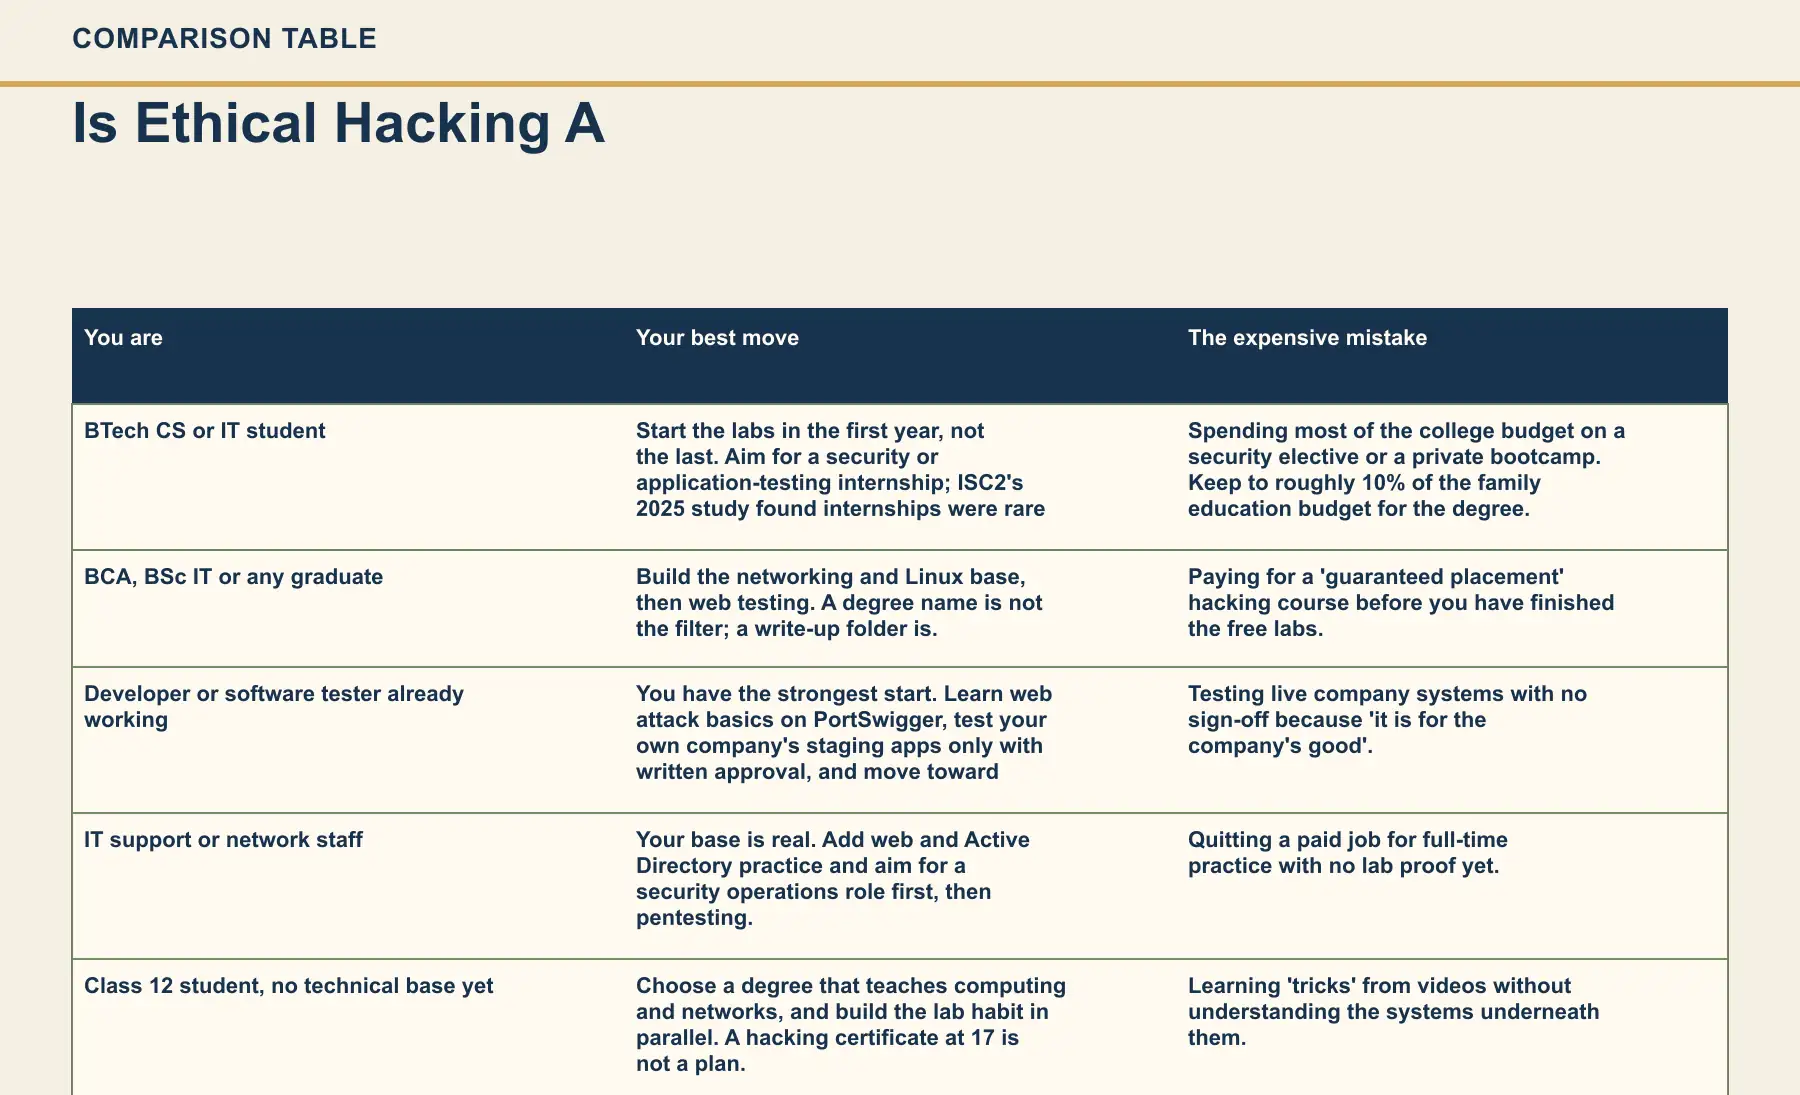 COMPARISON TABLE
Is Ethical Hacking A
You are
Your best move
The expensive mistake
BTech CS or IT student
Start the labs in the first year, not
the last. Aim for a security or
application-testing internship; ISC2's
2025 study found internships were rare
Spending most of the college budget on a
security elective or a private bootcamp.
Keep to roughly 10% of the family
education budget for the degree.
BCA, BSc IT or any graduate
Build the networking and Linux base,
then web testing. A degree name is not
the filter; a write-up folder is.
Paying for a 'guaranteed placement'
hacking course before you have finished
the free labs.
Developer or software tester already
working
You have the strongest start. Learn web
attack basics on PortSwigger, test your
own company's staging apps only with
written approval, and move toward
Testing live company systems with no
sign-off because 'it is for the
company's good'.
IT support or network staff
Your base is real. Add web and Active
Directory practice and aim for a
security operations role first, then
pentesting.
Quitting a paid job for full-time
practice with no lab proof yet.
Class 12 student, no technical base yet
Choose a degree that teaches computing
and networks, and build the lab habit in
parallel. A hacking certificate at 17 is
not a plan.
Learning 'tricks' from videos without
understanding the systems underneath
them.